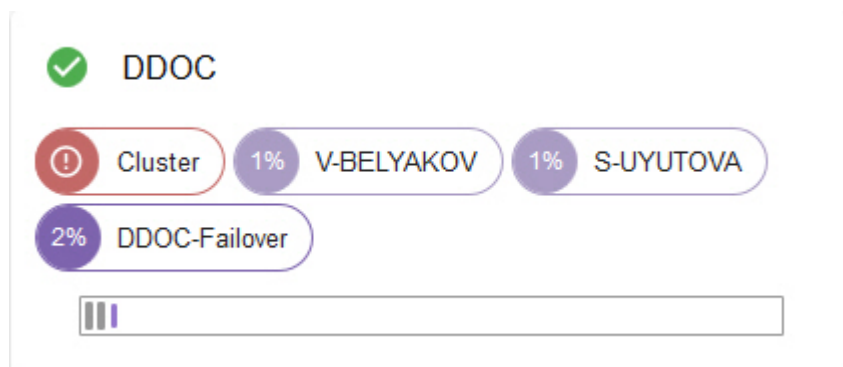 DDOC
Cluster 1% V-BELYAKOV 1% S-UYUTOVA
2% DDOC-Failover